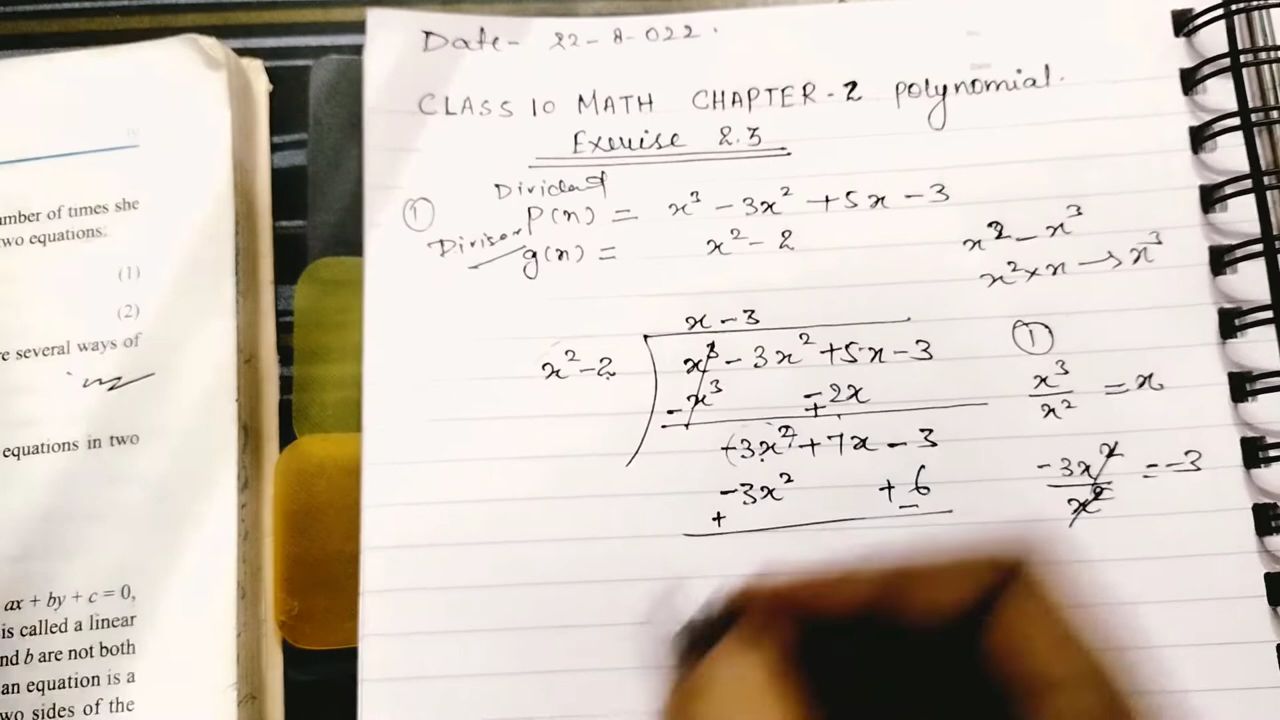 umber of times she
wo equations.
(1)
(2)
e several ways of
equations in two
ax + by + c = 0,
is called a linear
nd b are not both
an equation is a
wo sides of the
Date - 22-8-022.
CLASS 10 MATH CHAPTER-2 polynomial.
Exercise 2.3
Dividend
① P(x) = x³ - 3x² + 5x - 3
Divisor g(x) = x² - 2
x² - x³
x² × x → x³
x - 3
x² - 2 x³ - 3x² + 5x - 3
- x³ - 2x
+
-3x² + 7x - 3
-3x² + 6
+ -
①
x³/x² = x
-3x²/x² = -3